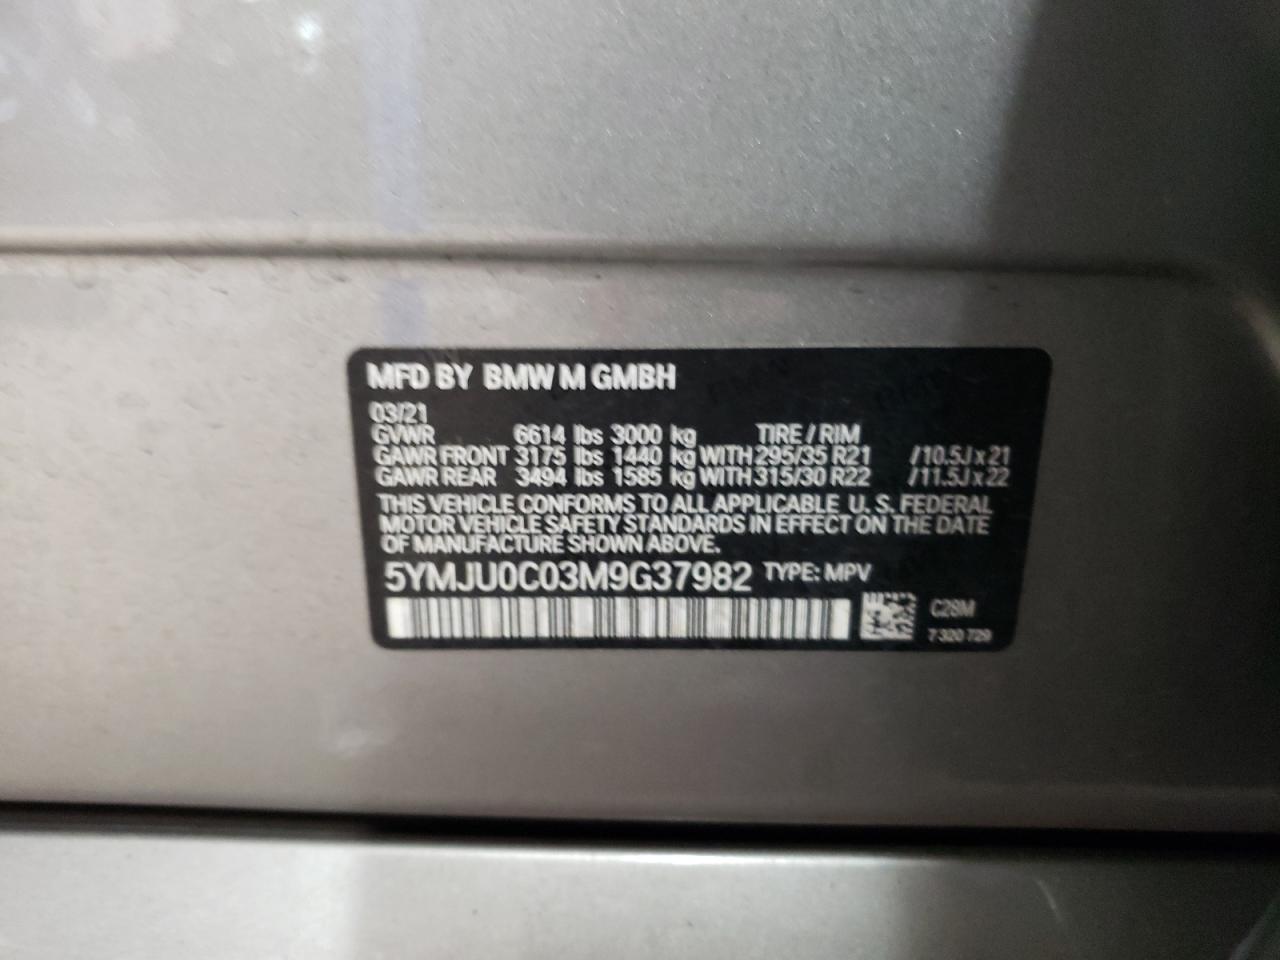 MFD BY BMW M GMBH
03/21
GVWR 6614 lbs 3000 kg TIRE / RIM
GAWR FRONT 3175 lbs 1440 kg WITH 295/35 R21 /10.5J x 21
GAWR REAR 3494 lbs 1585 kg WITH 315/30 R22 /11.5J x 22
THIS VEHICLE CONFORMS TO ALL APPLICABLE U. S. FEDERAL
MOTOR VEHICLE SAFETY STANDARDS IN EFFECT ON THE DATE
OF MANUFACTURE SHOWN ABOVE.
5YMJU0C03M9G37982 TYPE: MPV
C28M
7 320 729